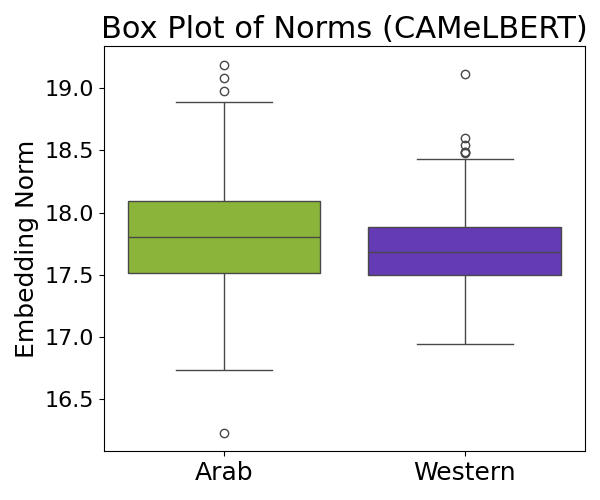 Box Plot of Norms (CAMeLBERT)
Embedding Norm
19.0
18.5
18.0
17.5
17.0
16.5
Arab
Western